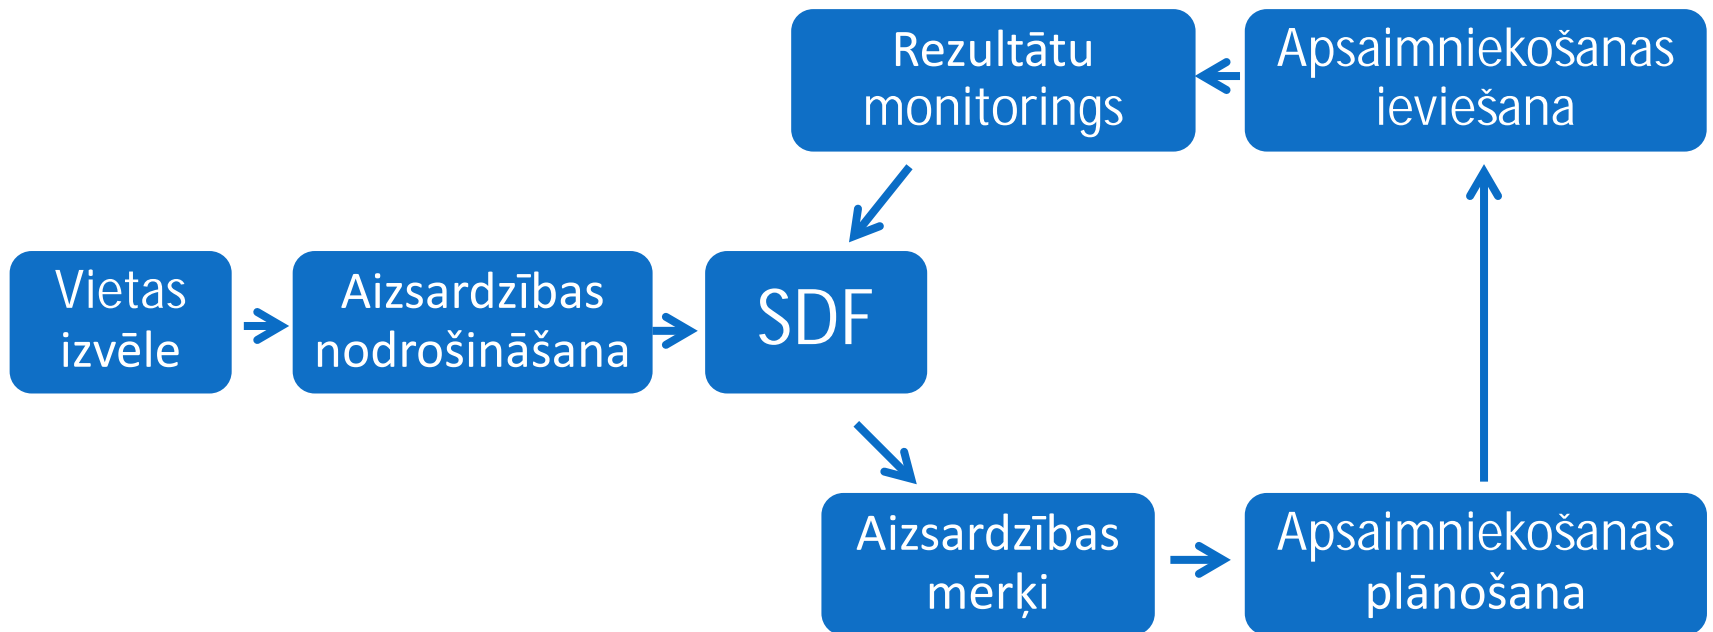 Rezultātu
monitorings
Apsaimniekošanas
ieviešana
Vietas
izvēle
Aizsardzības
nodrošināšana
SDF
Aizsardzības
mērķi
Apsaimniekošanas
plānošana